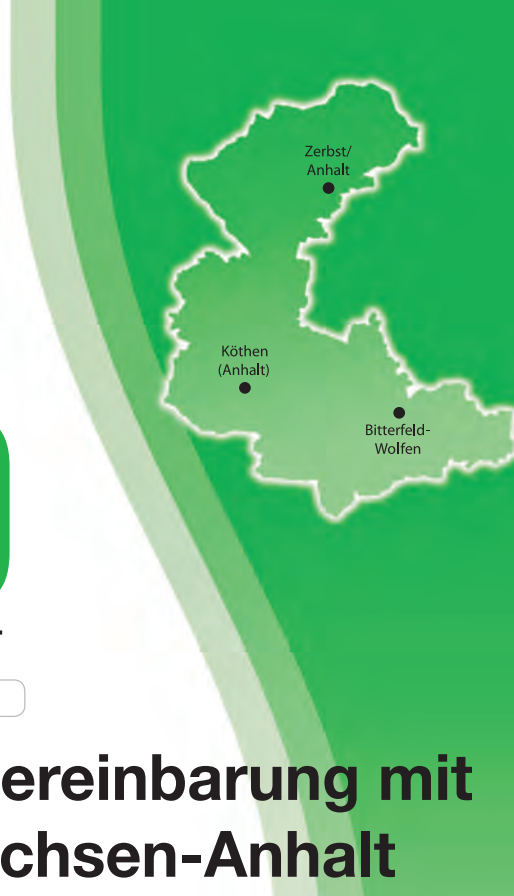 Zerbst/
Anhalt
Köthen
(Anhalt)
Bitterfeld-
Wolfen
ereinbarung mit
chsen-Anhalt